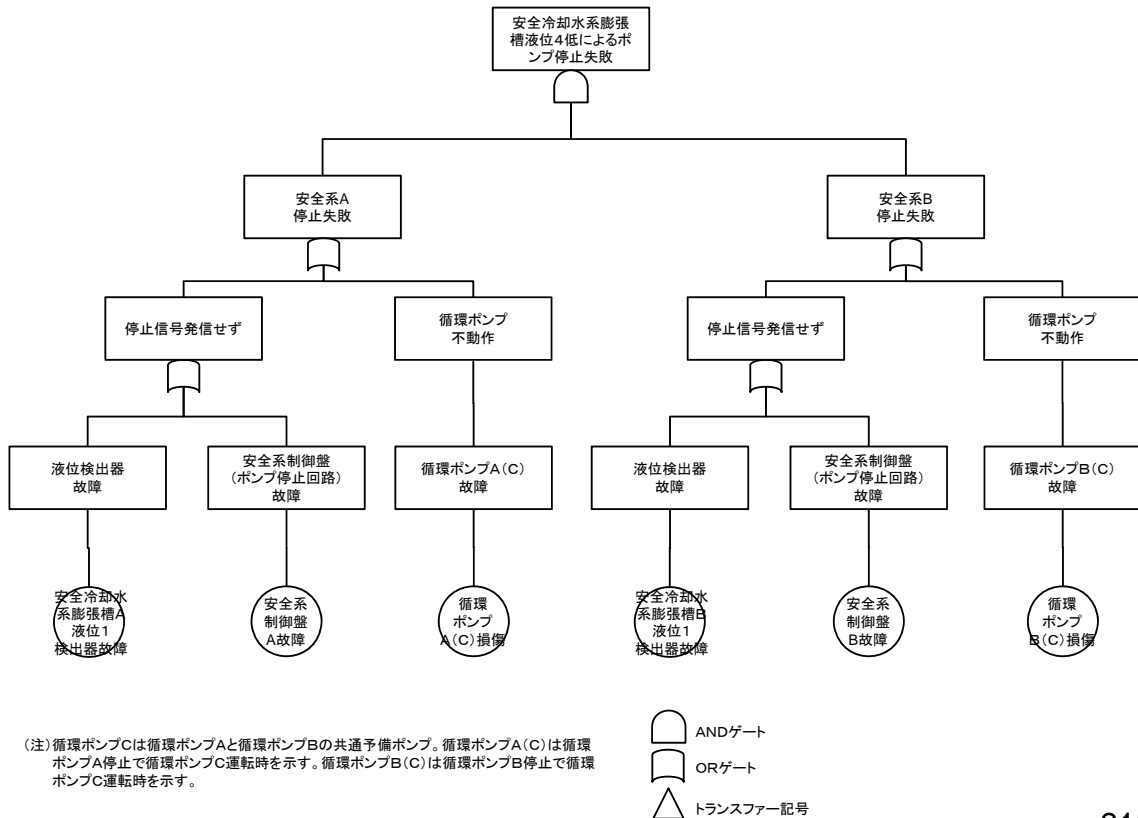 安全冷却水系膨張
槽液位4低によるポ
ンプ停止失敗
安全系A
停止失敗
安全系B
停止失敗
停止信号発信せず
循環ポンプ
不動作
停止信号発信せず
循環ポンプ
不動作
液位検出器
故障
安全系制御盤
(ポンプ停止回路)
故障
循環ポンプA(C)
故障
液位検出器
故障
安全系制御盤
(ポンプ停止回路)
故障
循環ポンプB(C)
故障
安全冷却水
系膨張槽A
液位1
検出器故障
安全系
制御盤
A故障
循環
ポンプ
A(C)損傷
安全冷却水
系膨張槽B
液位1
検出器故障
安全系
制御盤
B故障
循環
ポンプ
B(C)損傷
(注)循環ポンプCは循環ポンプAと循環ポンプBの共通予備ポンプ。循環ポンプA(C)は循環
ポンプA停止で循環ポンプC運転時を示す。循環ポンプB(C)は循環ポンプB停止で循環
ポンプC運転時を示す。
ANDゲート
ORゲート
トランスファー記号